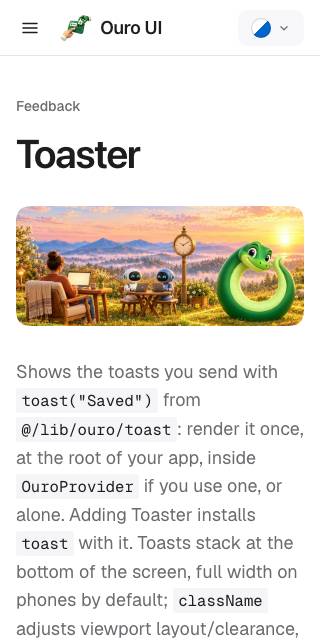 Ouro UI
Feedback
Toaster
Shows the toasts you send with
toast("Saved") from
@/lib/ouro/toast: render it once,
at the root of your app, inside
OuroProvider if you use one, or
alone. Adding Toaster installs
toast with it. Toasts stack at the
bottom of the screen, full width on
phones by default; className
adjusts viewport layout/clearance,